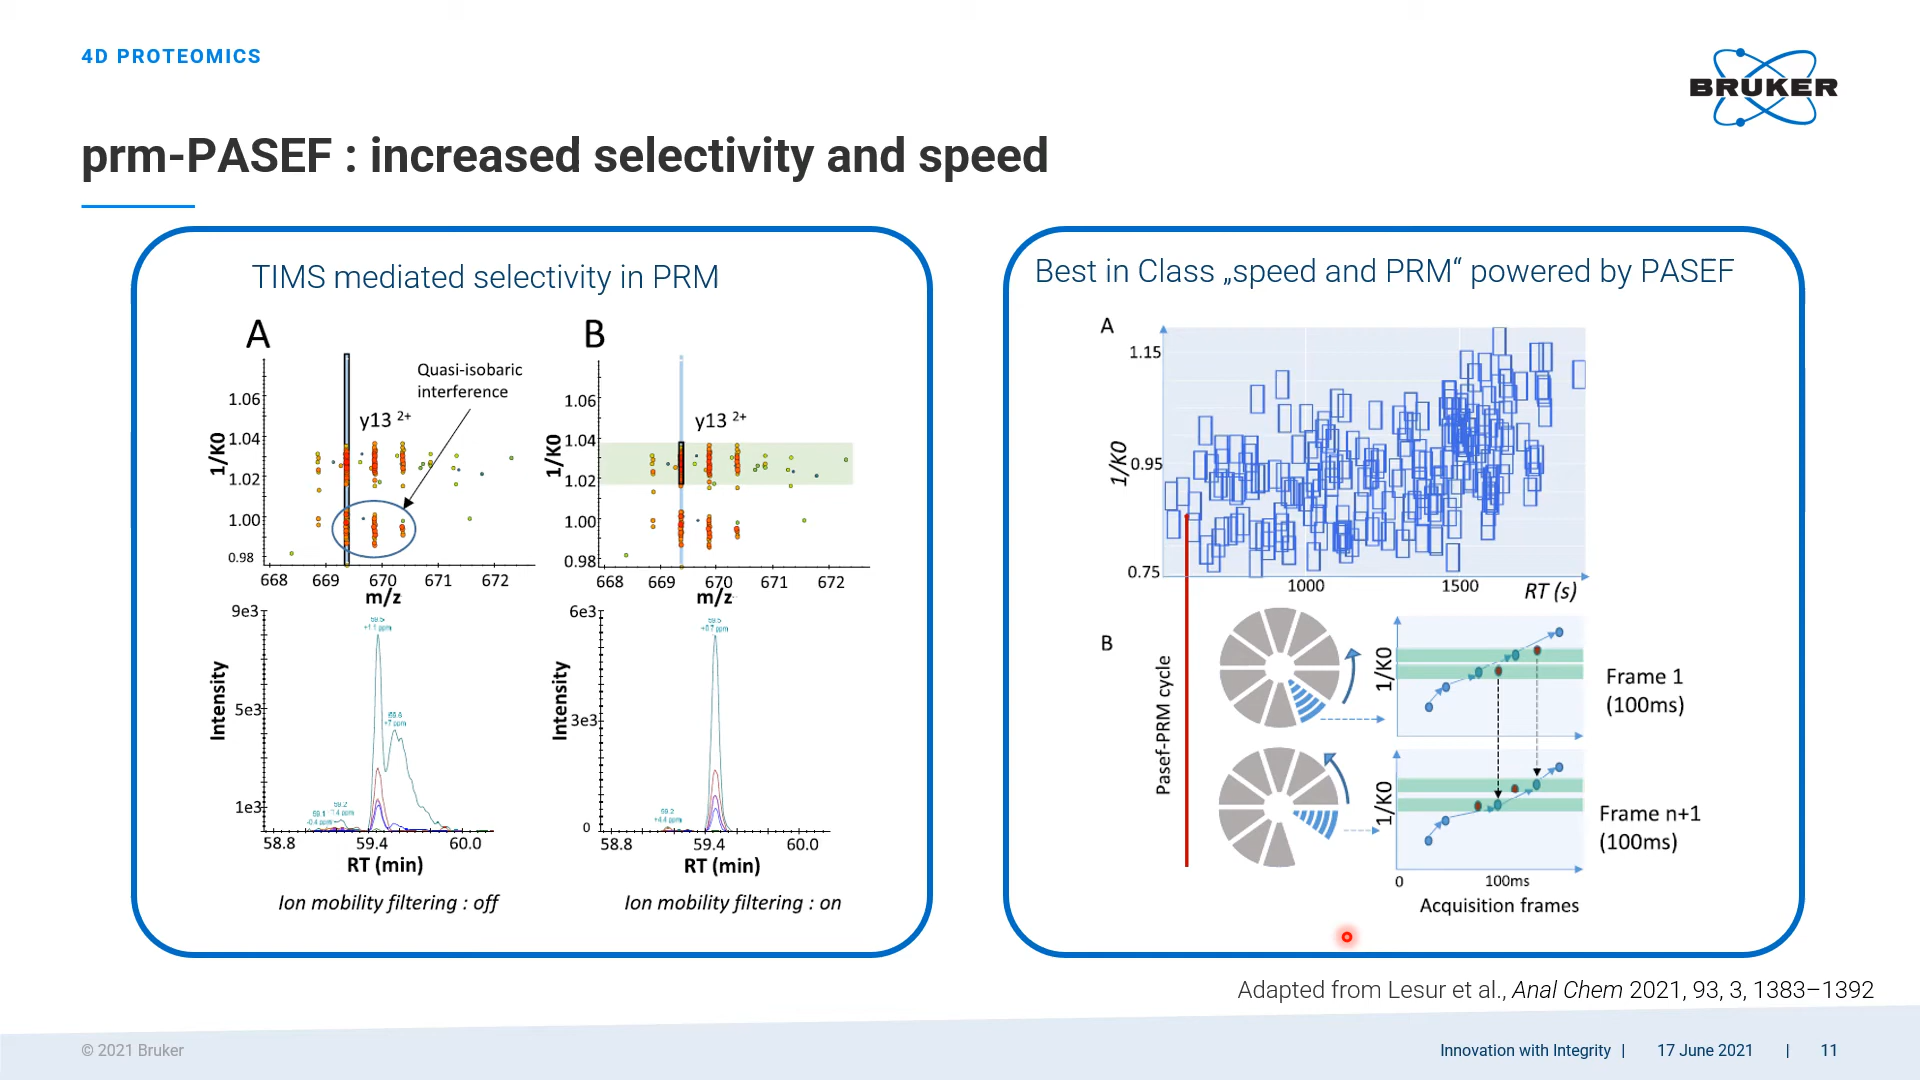 4D PROTEOMICS
BRUKER
prm-PASEF : increased selectivity and speed
TIMS mediated selectivity in PRM
A
B
Quasi-isobaric
interference
y13 2+
y13 2+
1/K0
1.06
1.04
1.02
1.00
0.98
668
669
670
671
672
m/z
1/K0
1.06
1.04
1.02
1.00
0.98
668
669
670
671
672
m/z
Intensity
9e3
5e3
1e3
59.2
58.8
59.4
60.0
RT (min)
Intensity
6e3
3e3
0
59.5
59.2
58.8
59.4
60.0
RT (min)
Ion mobility filtering : off
Ion mobility filtering : on
Best in Class „speed and PRM“ powered by PASEF
A
1.15
0.95
0.75
1/K0
1000
1500
RT (s)
B
Pasef-PRM cycle
1/K0
Frame 1
(100ms)
1/K0
Frame n+1
(100ms)
0
100ms
Acquisition frames
Adapted from Lesur et al., Anal Chem 2021, 93, 3, 1383–1392
© 2021 Bruker
Innovation with Integrity |
17 June 2021
|
11